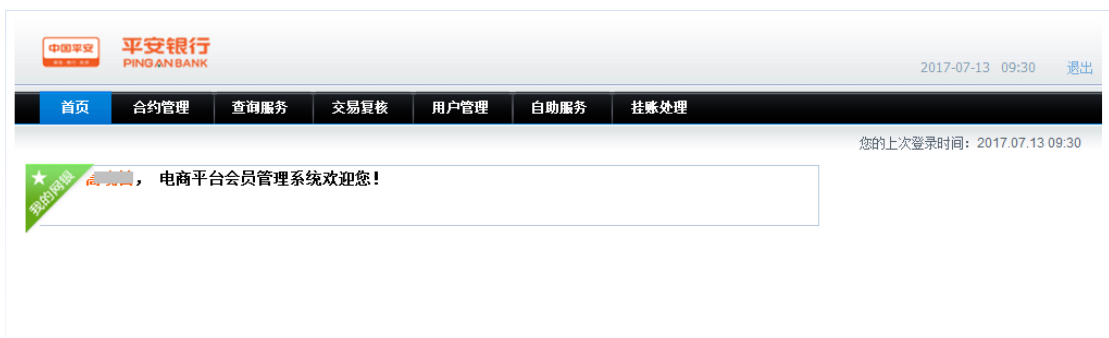 中国平安 平安银行
PING AN BANK
2017-07-13 09:30 退出
首页 合约管理 查询服务 交易复核 用户管理 自助服务 挂账处理
您的上次登录时间：2017.07.13 09:30
我的网银
， 电商平台会员管理系统欢迎您！